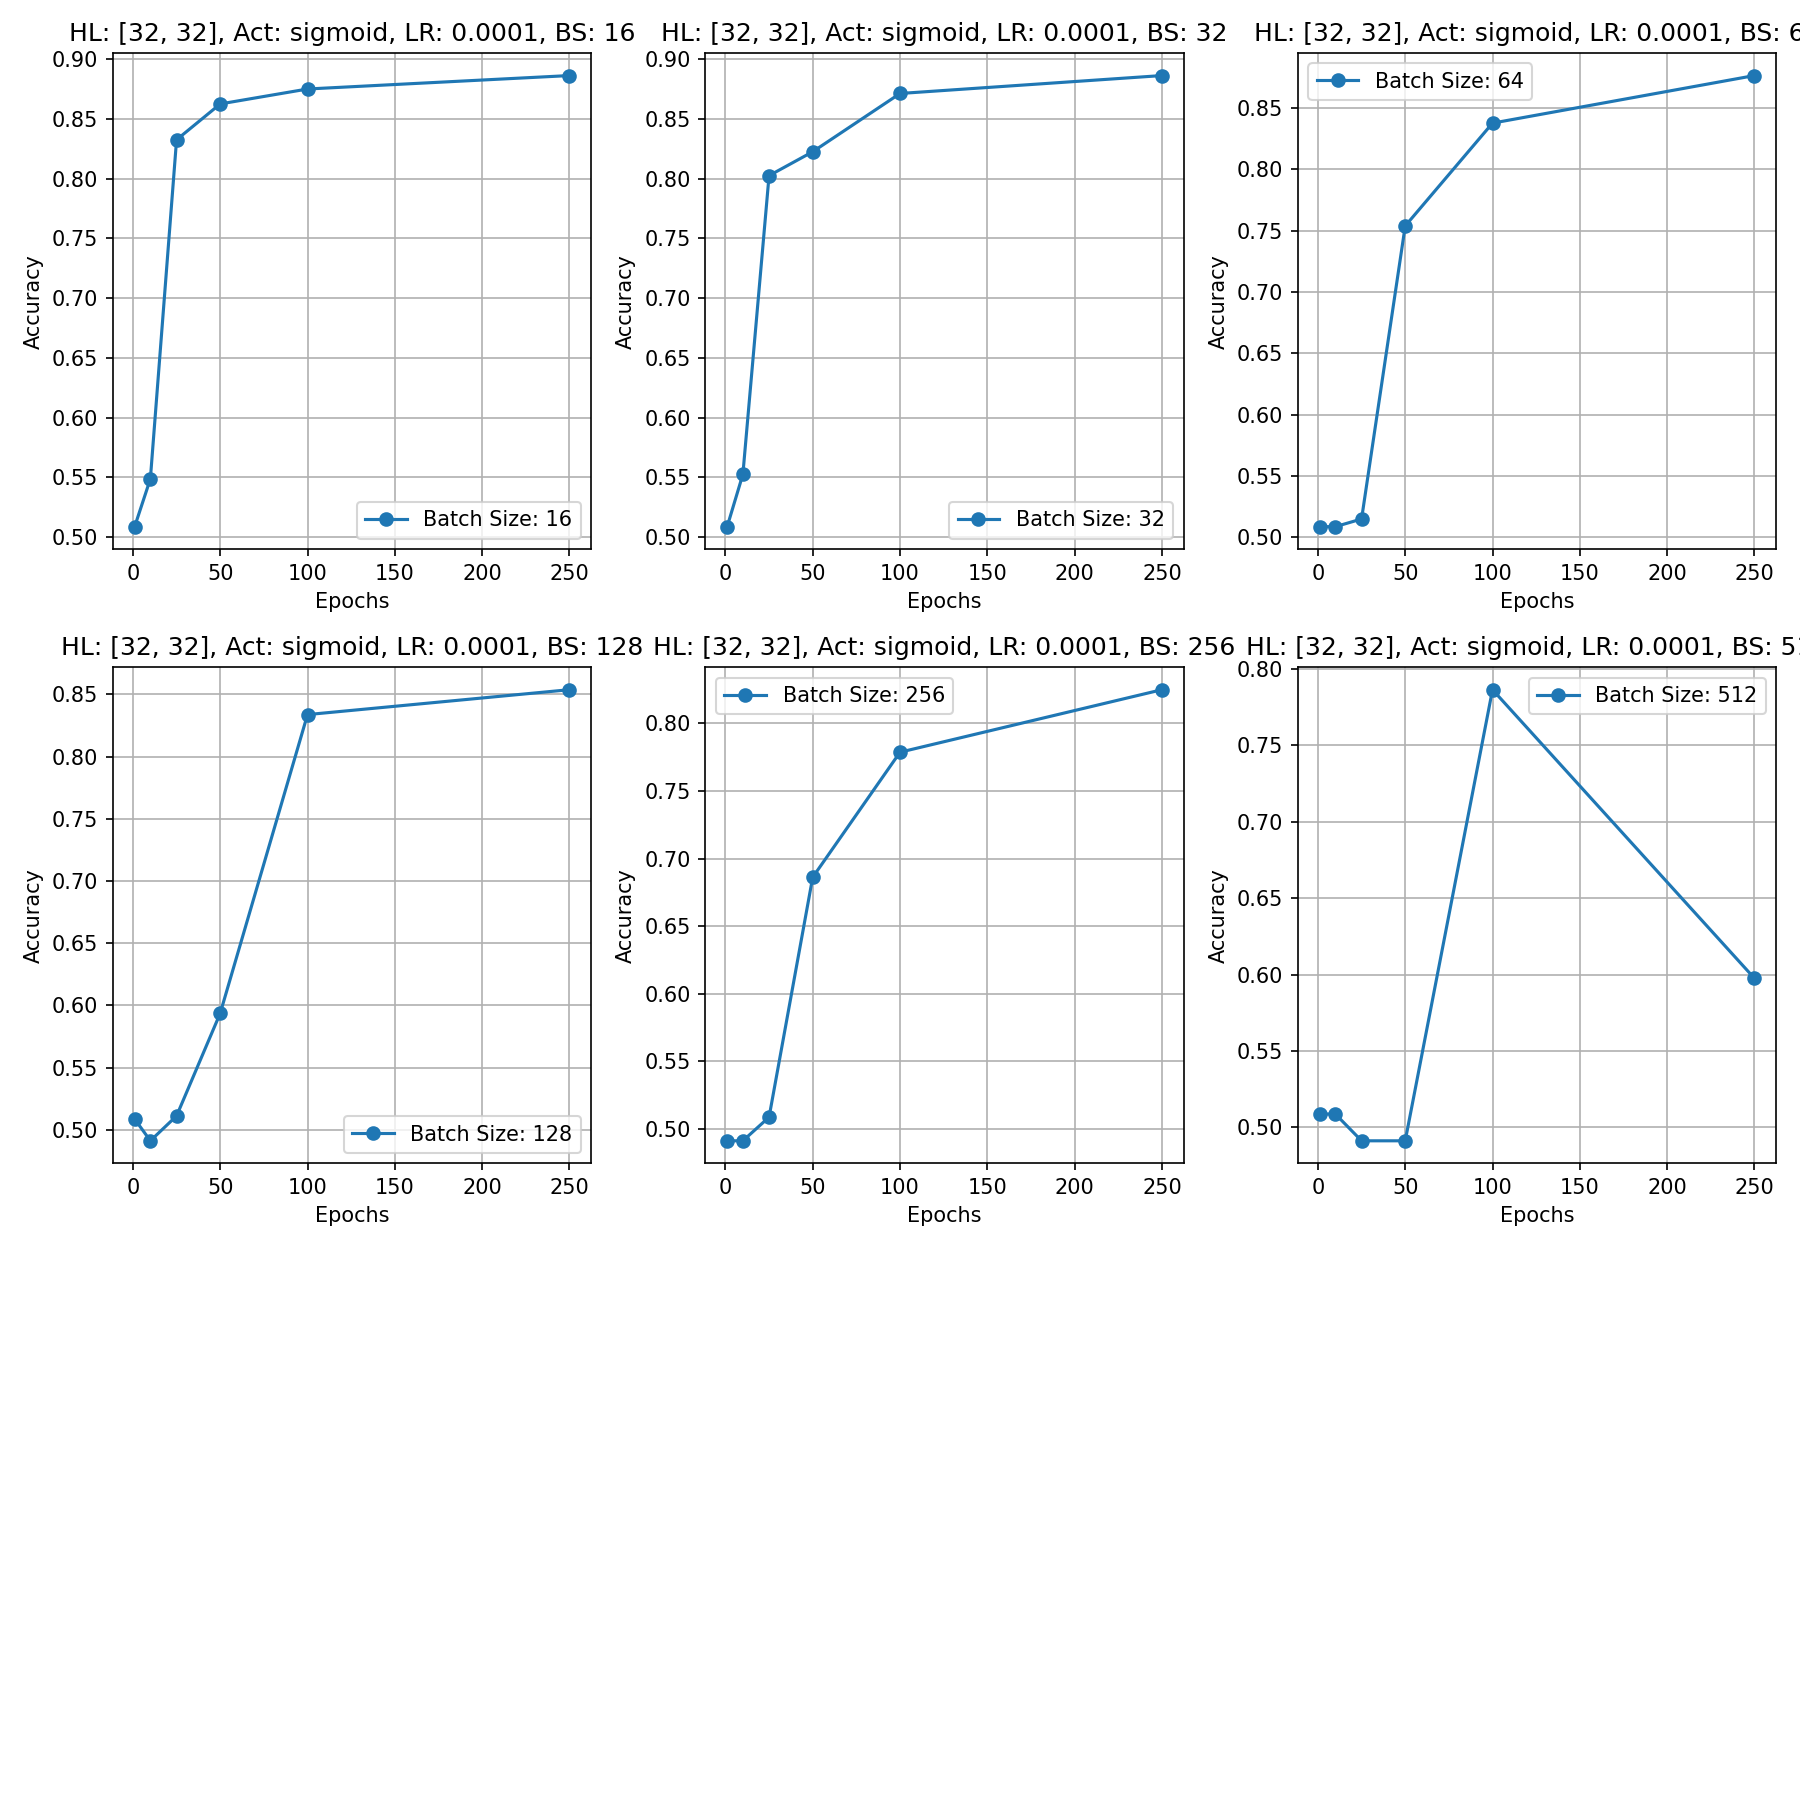 HL: [32, 32], Act: sigmoid, LR: 0.0001, BS: 16
0.90
0.85
0.80
0.75
0.70
0.65
0.60
0.55
0.50
Accuracy
Batch Size: 16
0 50 100 150 200 250
Epochs
HL: [32, 32], Act: sigmoid, LR: 0.0001, BS: 32
0.90
0.85
0.80
0.75
0.70
0.65
0.60
0.55
0.50
Accuracy
Batch Size: 32
0 50 100 150 200 250
Epochs
HL: [32, 32], Act: sigmoid, LR: 0.0001, BS: 6
Batch Size: 64
0.85
0.80
0.75
0.70
0.65
0.60
0.55
0.50
Accuracy
0 50 100 150 200 250
Epochs
HL: [32, 32], Act: sigmoid, LR: 0.0001, BS: 128
0.85
0.80
0.75
0.70
0.65
0.60
0.55
0.50
Accuracy
Batch Size: 128
0 50 100 150 200 250
Epochs
HL: [32, 32], Act: sigmoid, LR: 0.0001, BS: 256
Batch Size: 256
0.80
0.75
0.70
0.65
0.60
0.55
0.50
Accuracy
0 50 100 150 200 250
Epochs
HL: [32, 32], Act: sigmoid, LR: 0.0001, BS: 51
0.80
Batch Size: 512
0.75
0.70
0.65
0.60
0.55
0.50
Accuracy
0 50 100 150 200 250
Epochs